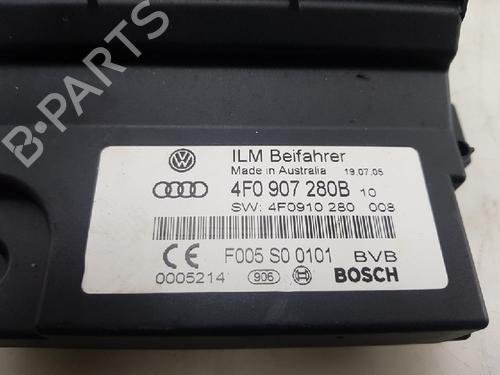 B-PARTS
ILM Beifahrer
Made in Australia 19.07.05
4F0 907 280B 10
SW: 4F0910 280 008
F005 S0 0101 BVB
0005214 906 BOSCH